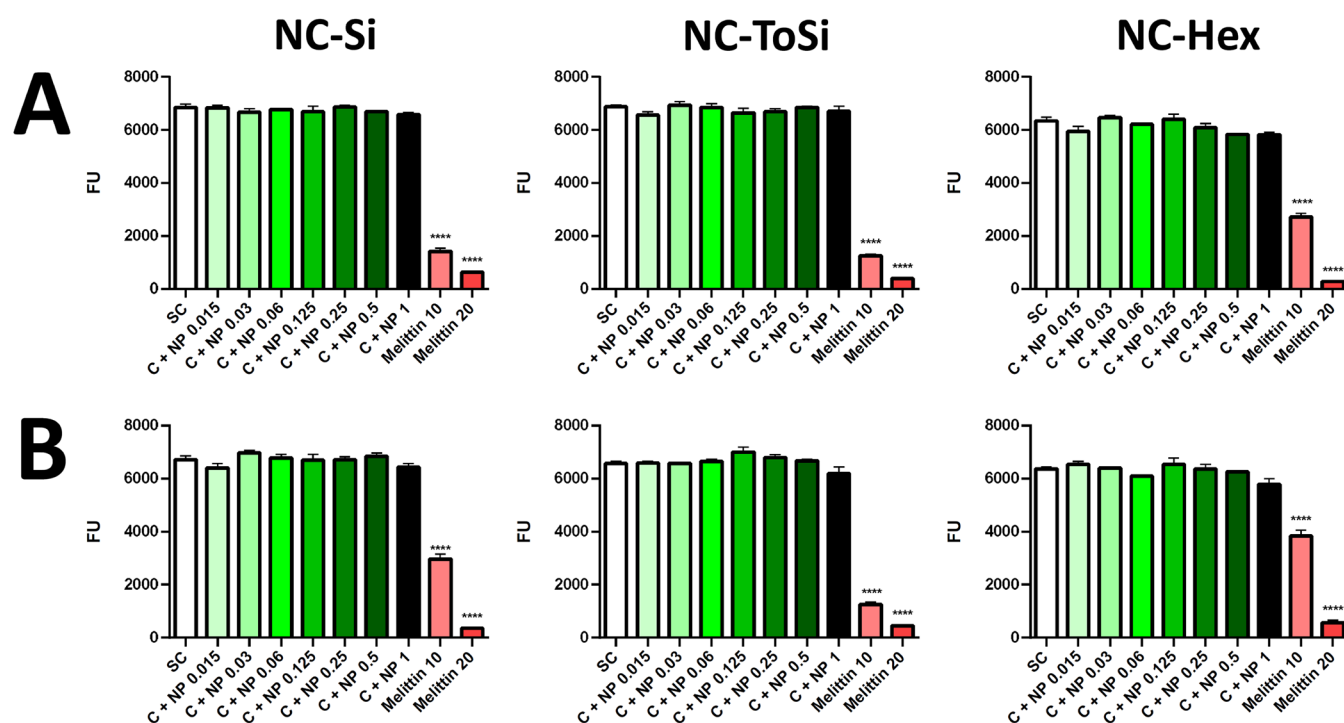 NC-Si NC-ToSi NC-Hex
A
8000
6000
4000
2000
0
FU
****
****
SC
C + NP 0.015
C + NP 0.03
C + NP 0.06
C + NP 0.125
C + NP 0.25
C + NP 0.5
C + NP 1
Melittin 10
Melittin 20
8000
6000
4000
2000
0
FU
****
****
SC
C + NP 0.015
C + NP 0.03
C + NP 0.06
C + NP 0.125
C + NP 0.25
C + NP 0.5
C + NP 1
Melittin 10
Melittin 20
8000
6000
4000
2000
0
FU
****
****
SC
C + NP 0.015
C + NP 0.03
C + NP 0.06
C + NP 0.125
C + NP 0.25
C + NP 0.5
C + NP 1
Melittin 10
Melittin 20
B
8000
6000
4000
2000
0
FU
****
****
SC
C + NP 0.015
C + NP 0.03
C + NP 0.06
C + NP 0.125
C + NP 0.25
C + NP 0.5
C + NP 1
Melittin 10
Melittin 20
8000
6000
4000
2000
0
FU
****
****
SC
C + NP 0.015
C + NP 0.03
C + NP 0.06
C + NP 0.125
C + NP 0.25
C + NP 0.5
C + NP 1
Melittin 10
Melittin 20
8000
6000
4000
2000
0
FU
****
****
SC
C + NP 0.015
C + NP 0.03
C + NP 0.06
C + NP 0.125
C + NP 0.25
C + NP 0.5
C + NP 1
Melittin 10
Melittin 20